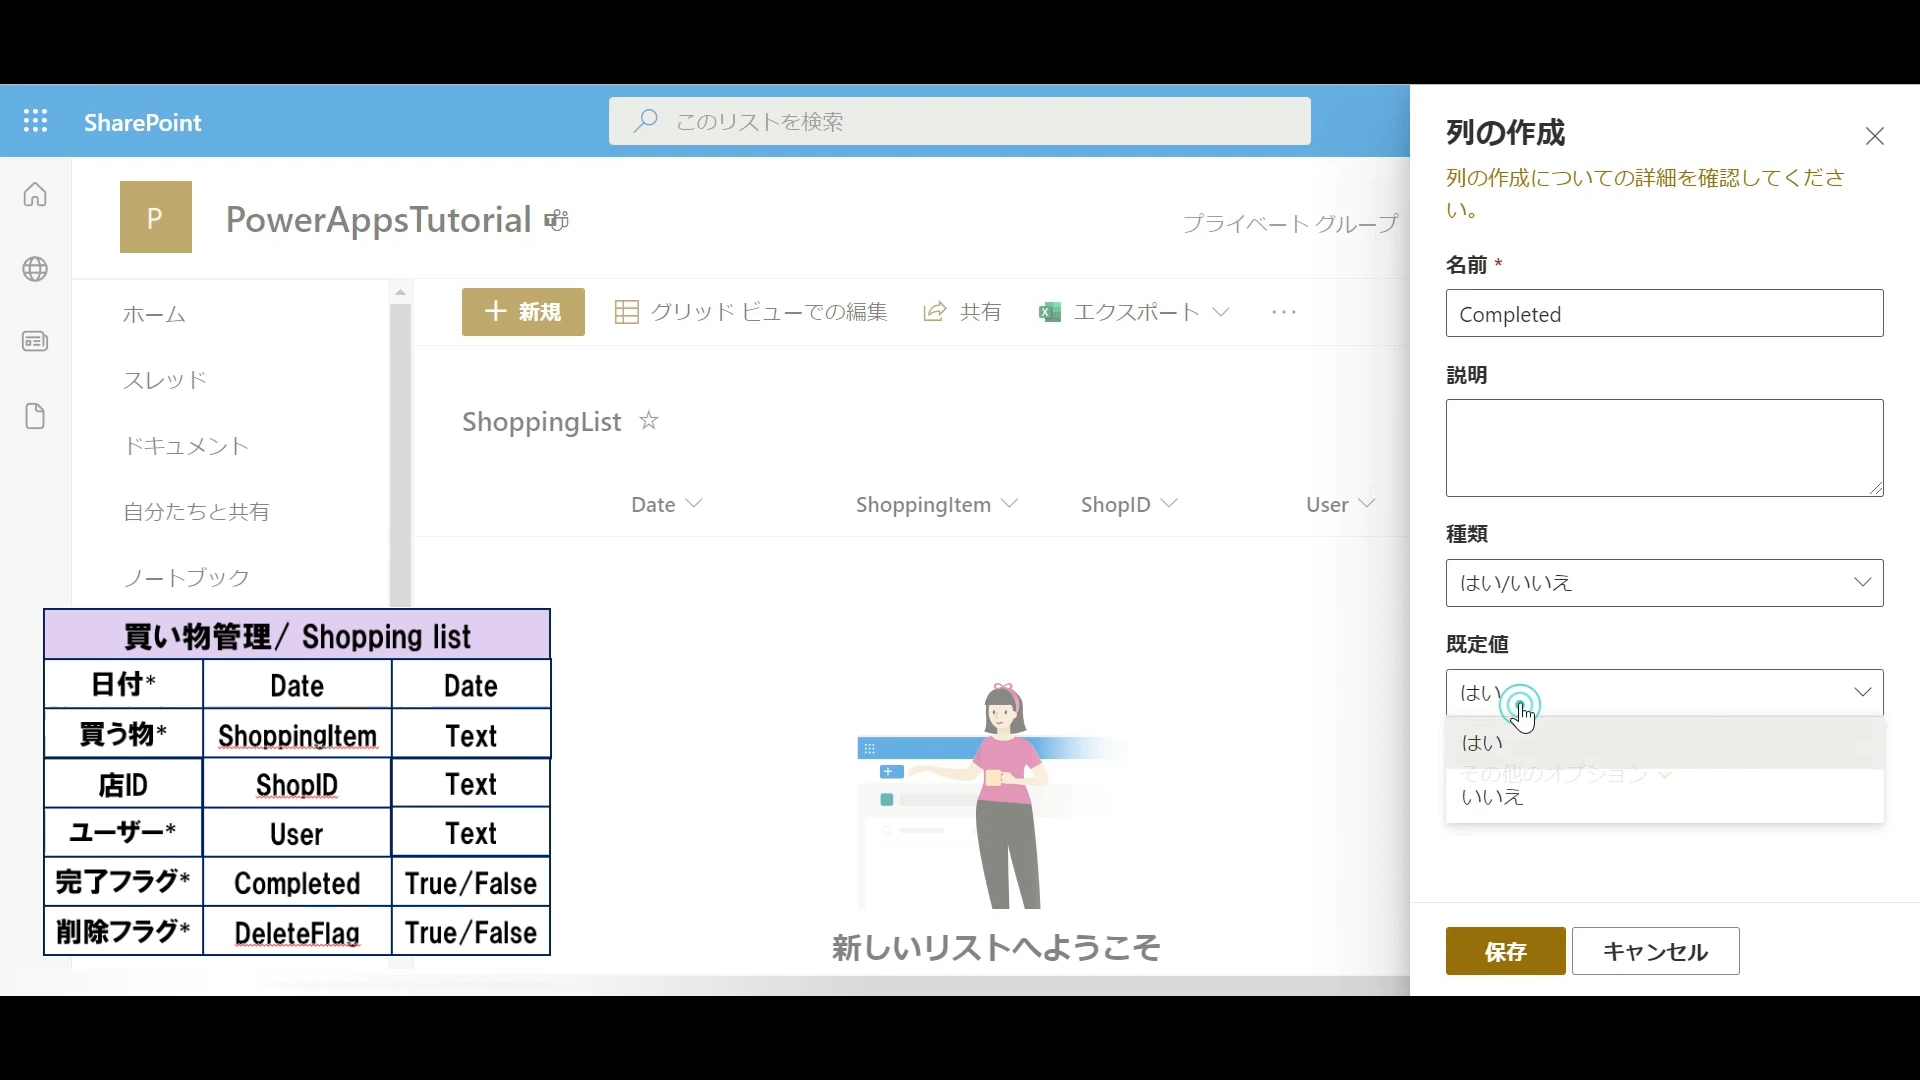 SharePoint
このリストを検索
P
PowerAppsTutorial
プライベート グループ
ホーム
スレッド
ドキュメント
自分たちと共有
ノートブック
新規
グリッド ビューでの編集
共有
エクスポート
ShoppingList
Date
ShoppingItem
ShopID
User
新しいリストへようこそ
買い物管理/ Shopping list
日付* Date Date
買う物* ShoppingItem Text
店ID ShopID Text
ユーザー* User Text
完了フラグ* Completed True/False
削除フラグ* DeleteFlag True/False
列の作成
列の作成についての詳細を確認してくださ
い。
名前 *
Completed
説明
種類
はい/いいえ
既定値
はい
はい
その他のオプション
いいえ
保存
キャンセル